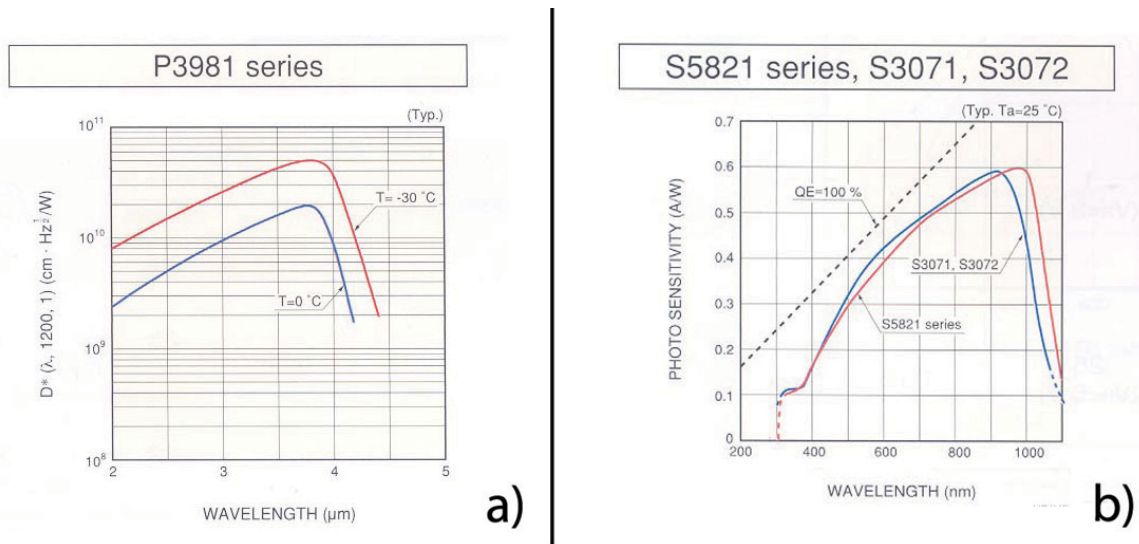 P3981 series
(Typ.)
10¹¹
10¹⁰
10⁹
10⁸
D* (λ, 1200, 1) (cm · Hz½/W)
T= -30 ˚C
T=0 ˚C
2 3 4 5
WAVELENGTH (µm)
a)
S5821 series, S3071, S3072
(Typ. Ta=25 ˚C)
0.7
0.6
0.5
0.4
0.3
0.2
0.1
0
PHOTO SENSITIVITY (A/W)
QE=100 %
S3071, S3072
S5821 series
200 400 600 800 1000
WAVELENGTH (nm)
b)